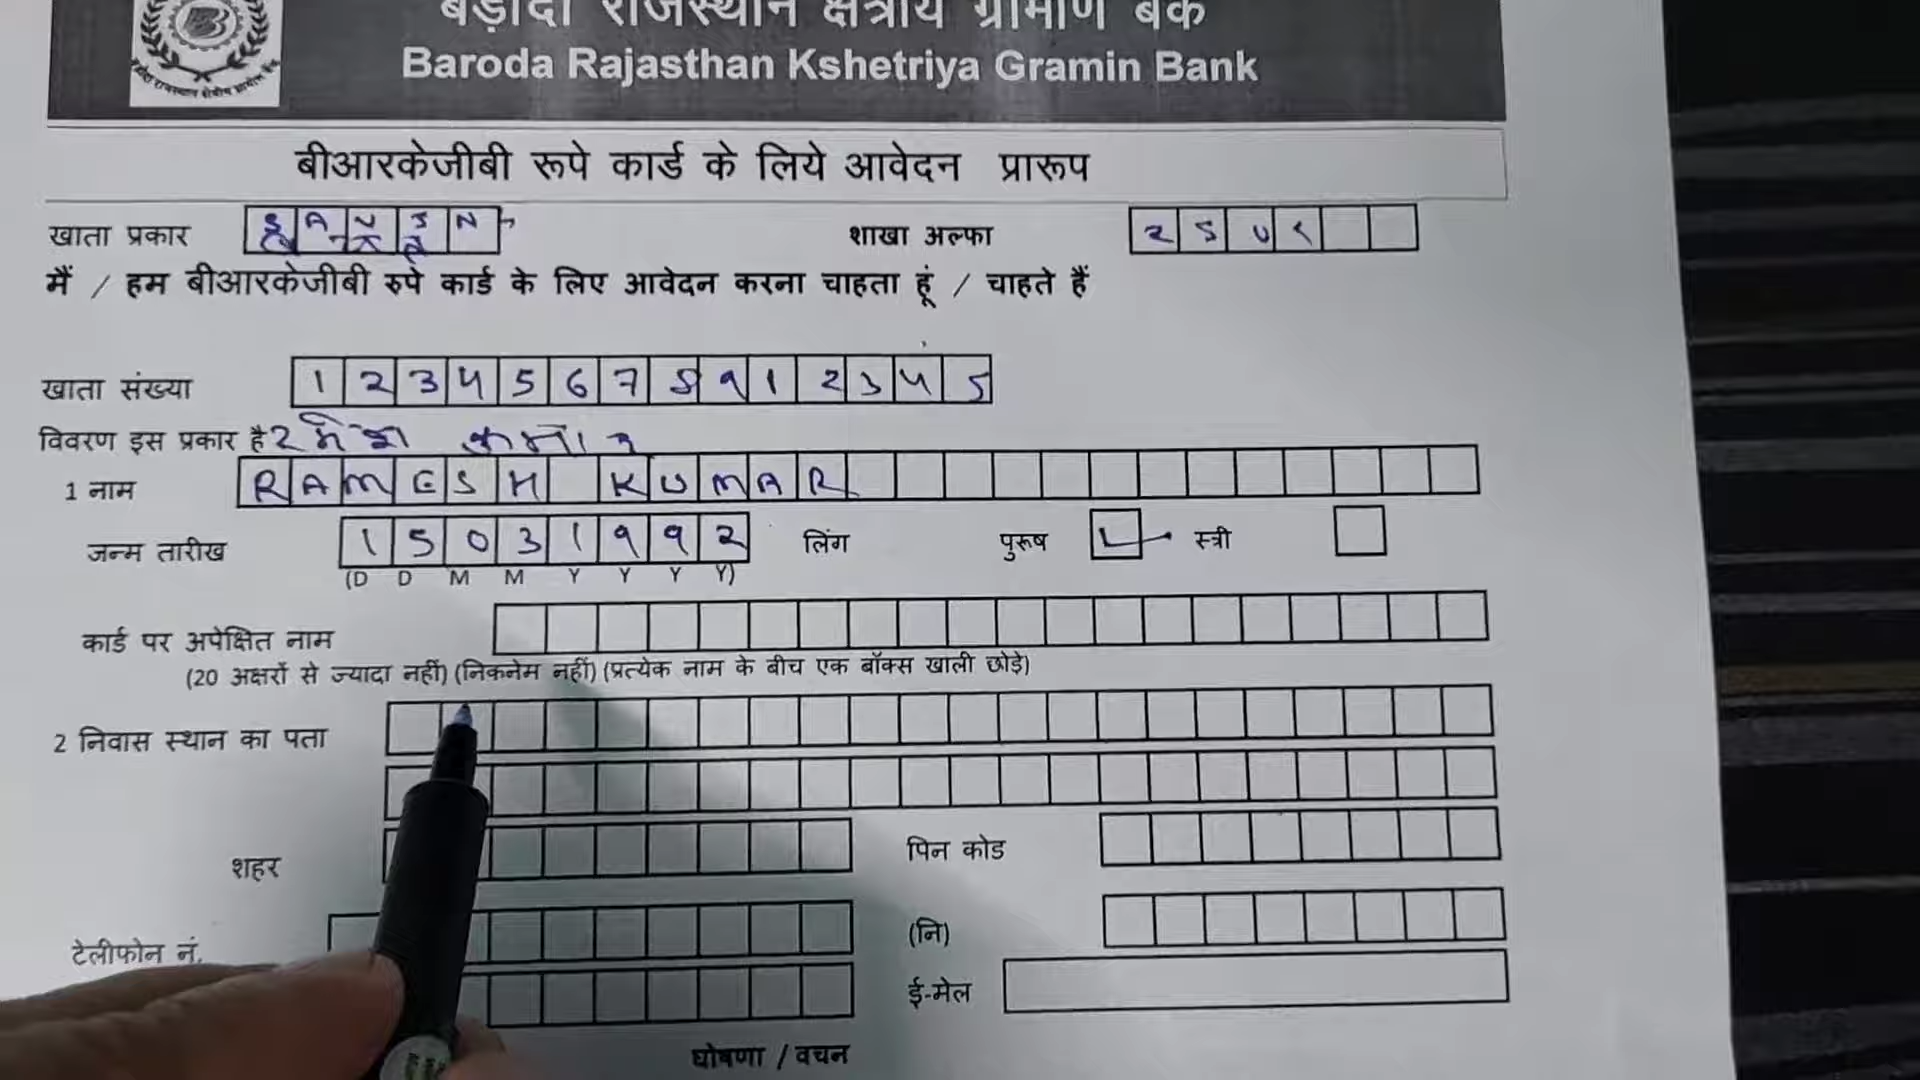 बड़ौदा राजस्थान क्षेत्रीय ग्रामीण बैंक
Baroda Rajasthan Kshetriya Gramin Bank
बीआरकेजीबी रूपे कार्ड के लिये आवेदन प्रारूप
खाता प्रकार शाखा अल्फा
मैं / हम बीआरकेजीबी रुपे कार्ड के लिए आवेदन करना चाहता हूं / चाहते हैं
खाता संख्या 1 2 3 4 5 6 7 8 9 1 2 3 4 5
विवरण इस प्रकार है रमेश कुमार
1 नाम RAMESH KUMAR
जन्म तारीख 1 5 0 3 1 9 9 2 लिंग पुरूष स्त्री
(D D M M Y Y Y Y)
कार्ड पर अपेक्षित नाम
(20 अक्षरों से ज्यादा नहीं) (निकनेम नहीं) (प्रत्येक नाम के बीच एक बॉक्स खाली छोडे)
2 निवास स्थान का पता
शहर पिन कोड
टेलीफोन नं. (नि)
ई-मेल
घोषणा / वचन